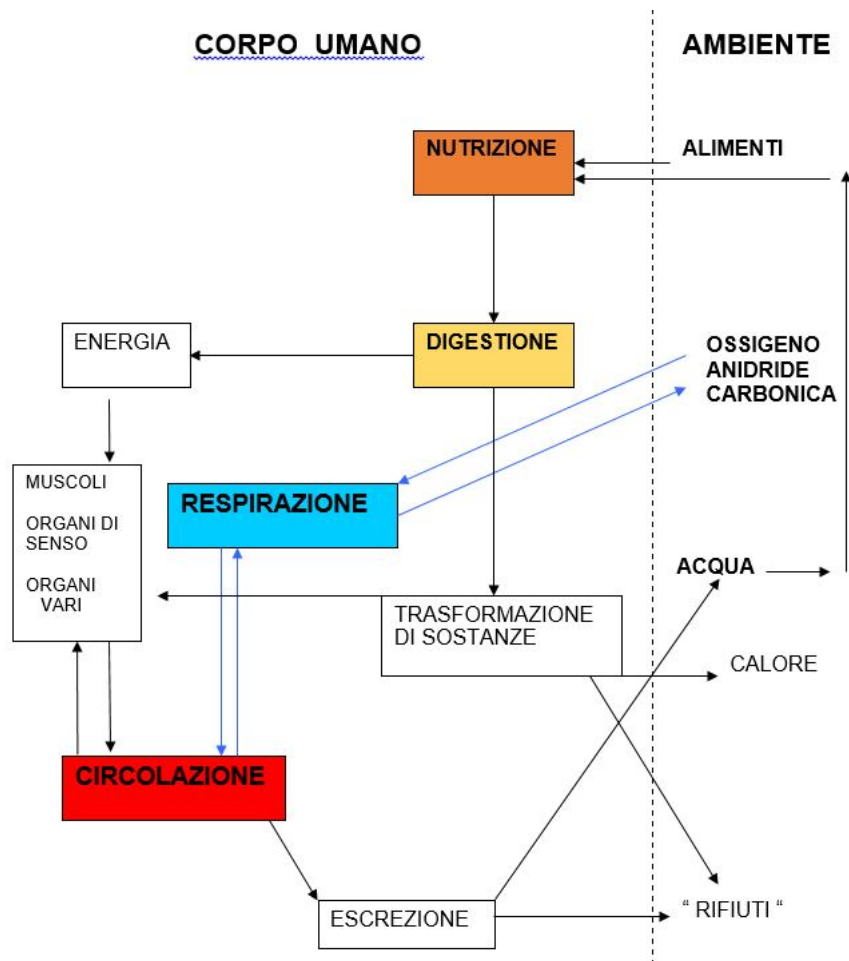 CORPO UMANO
AMBIENTE
NUTRIZIONE
ALIMENTI
ENERGIA
DIGESTIONE
OSSIGENO
ANIDRIDE
CARBONICA
MUSCOLI
ORGANI DI
SENSO
ORGANI
VARI
RESPIRAZIONE
ACQUA
TRASFORMAZIONE
DI SOSTANZE
CALORE
CIRCOLAZIONE
ESCREZIONE
“ RIFIUTI “